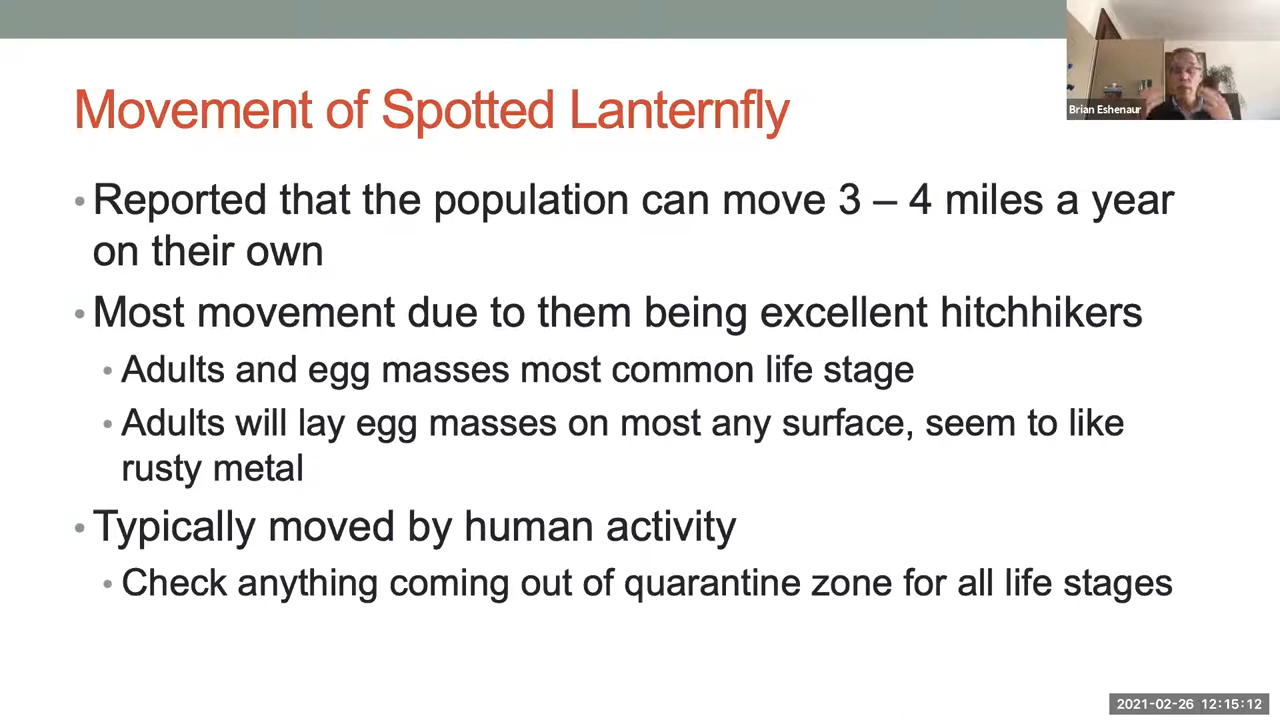 Brian Eshenaur
Movement of Spotted Lanternfly
• Reported that the population can move 3 – 4 miles a year
on their own
• Most movement due to them being excellent hitchhikers
• Adults and egg masses most common life stage
• Adults will lay egg masses on most any surface, seem to like
rusty metal
• Typically moved by human activity
• Check anything coming out of quarantine zone for all life stages
2021-02-26 12:15:12